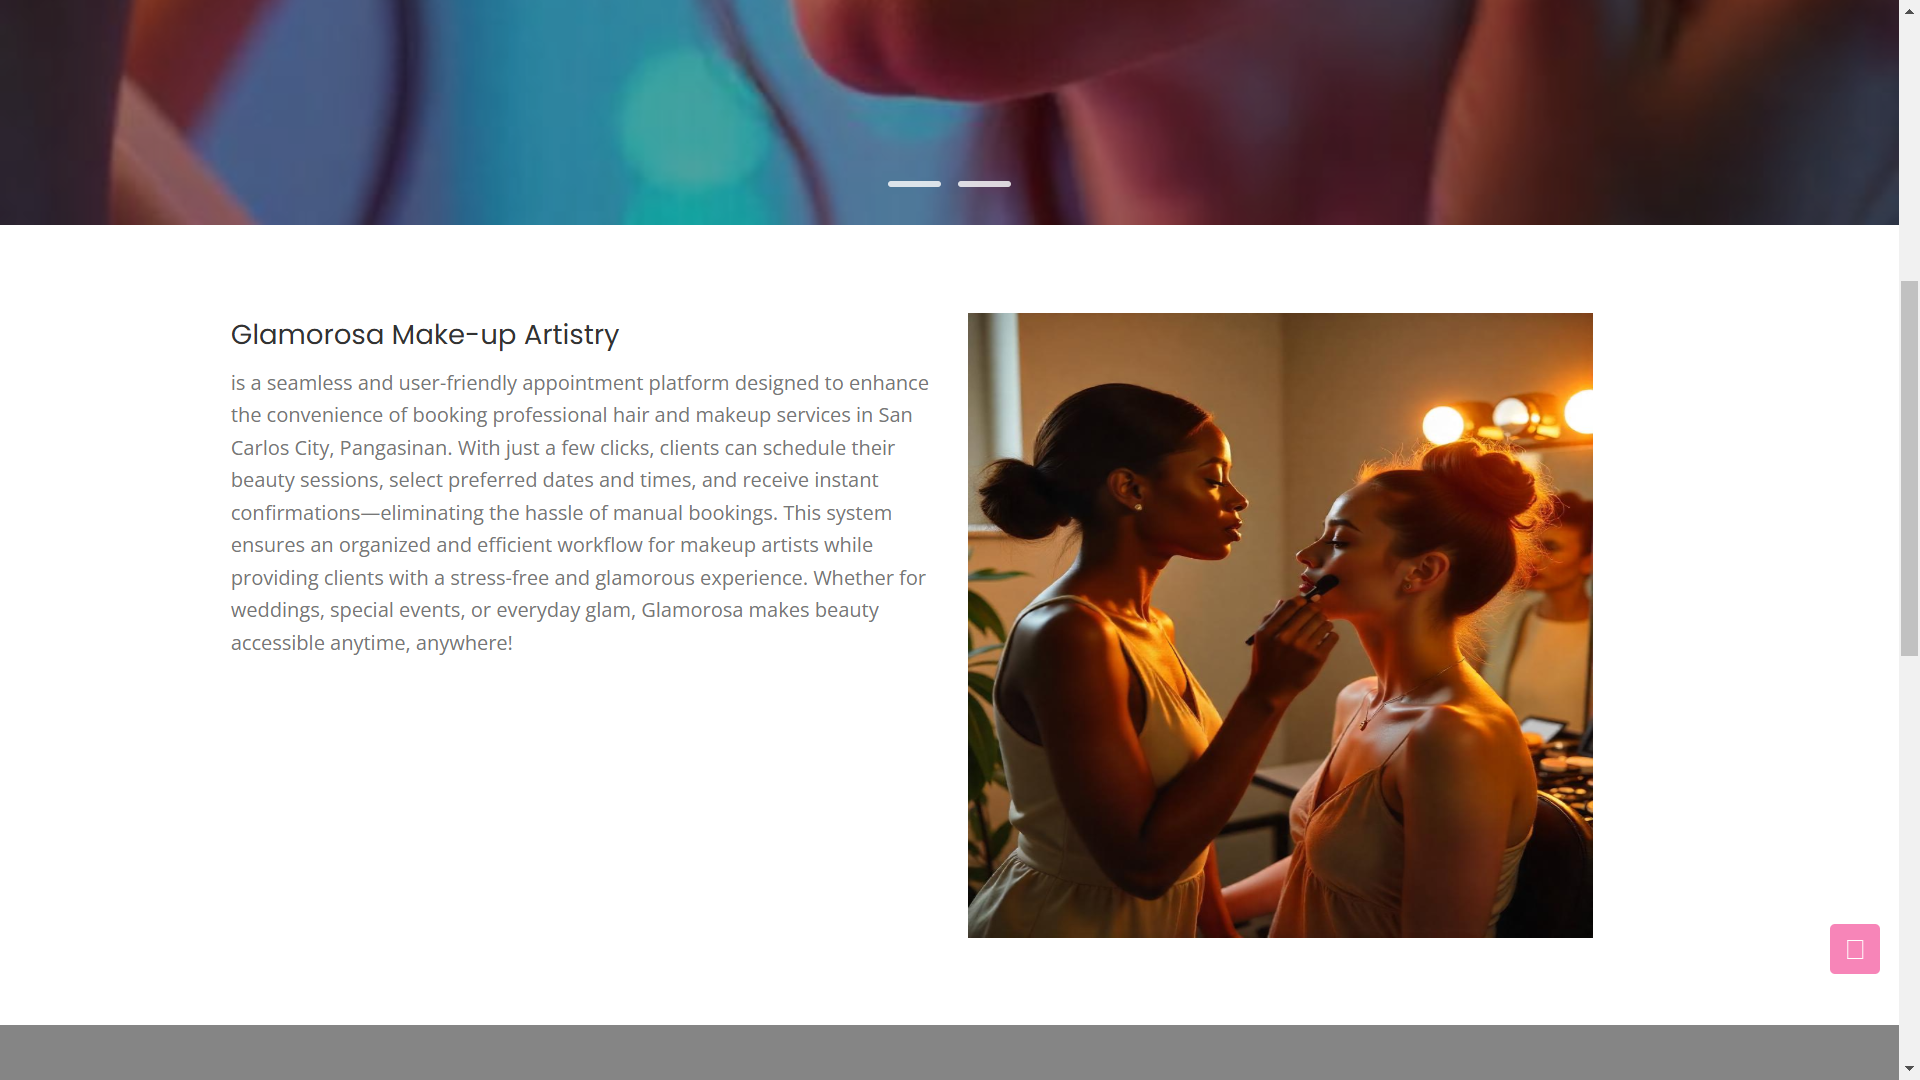 Glamorosa Make-up Artistry
is a seamless and user-friendly appointment platform designed to enhance
the convenience of booking professional hair and makeup services in San
Carlos City, Pangasinan. With just a few clicks, clients can schedule their
beauty sessions, select preferred dates and times, and receive instant
confirmations—eliminating the hassle of manual bookings. This system
ensures an organized and efficient workflow for makeup artists while
providing clients with a stress-free and glamorous experience. Whether for
weddings, special events, or everyday glam, Glamorosa makes beauty
accessible anytime, anywhere!